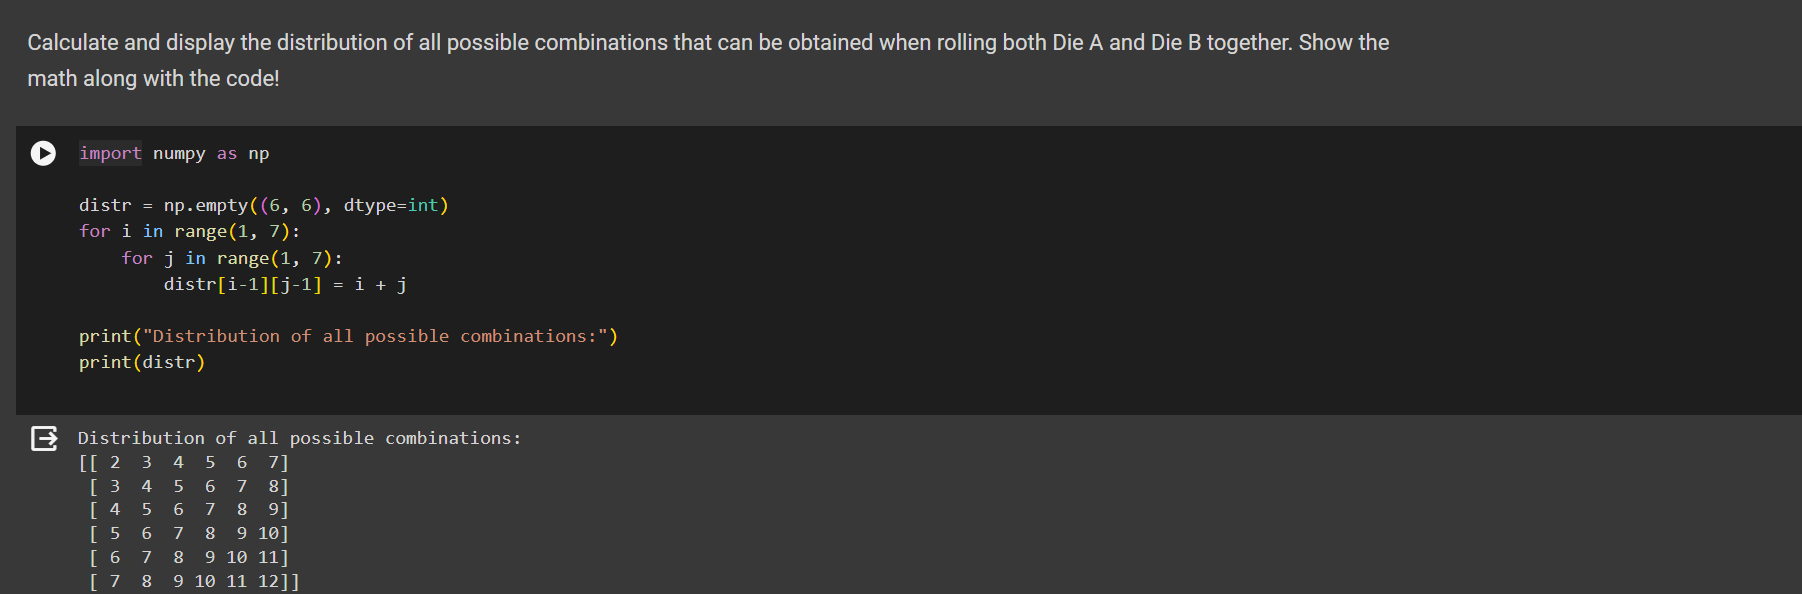 Calculate and display the distribution of all possible combinations that can be obtained when rolling both Die A and Die B together. Show the
math along with the code!
import numpy as np
distr = np.empty((6, 6), dtype=int)
for i in range(1, 7):
    for j in range(1, 7):
        distr[i-1][j-1] = i + j
print("Distribution of all possible combinations:")
print(distr)
Distribution of all possible combinations:
[[ 2  3  4  5  6  7]
 [ 3  4  5  6  7  8]
 [ 4  5  6  7  8  9]
 [ 5  6  7  8  9 10]
 [ 6  7  8  9 10 11]
 [ 7  8  9 10 11 12]]